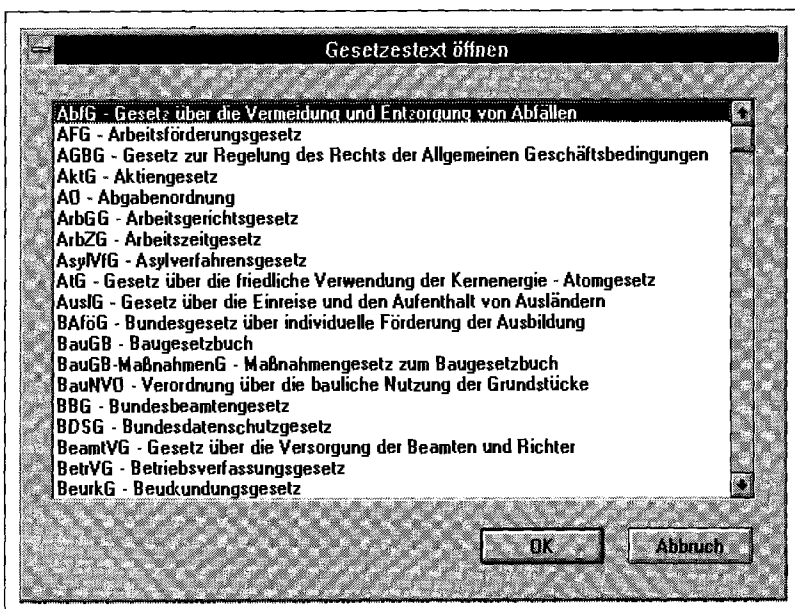 Gesetzestext öffnen
AbfG - Gesetz über die Vermeidung und Entsorgung von Abfällen
AFG - Arbeitsförderungsgesetz
AGBG - Gesetz zur Regelung des Rechts der Allgemeinen Geschäftsbedingungen
AktG - Aktiengesetz
AO - Abgabenordnung
ArbGG - Arbeitsgerichtsgesetz
ArbZG - Arbeitszeitgesetz
AsylVfG - Asylverfahrensgesetz
AtG - Gesetz über die friedliche Verwendung der Kernenergie - Atomgesetz
AuslG - Gesetz über die Einreise und den Aufenthalt von Ausländern
BAföG - Bundesgesetz über individuelle Förderung der Ausbildung
BauGB - Baugesetzbuch
BauGB-MaßnahmenG - Maßnahmengesetz zum Baugesetzbuch
BauNVO - Verordnung über die bauliche Nutzung der Grundstücke
BBG - Bundesbeamtengesetz
BDSG - Bundesdatenschutzgesetz
BeamtVG - Gesetz über die Versorgung der Beamten und Richter
BetrVG - Betriebsverfassungsgesetz
BeurkG - Beurkundungsgesetz
OK Abbruch